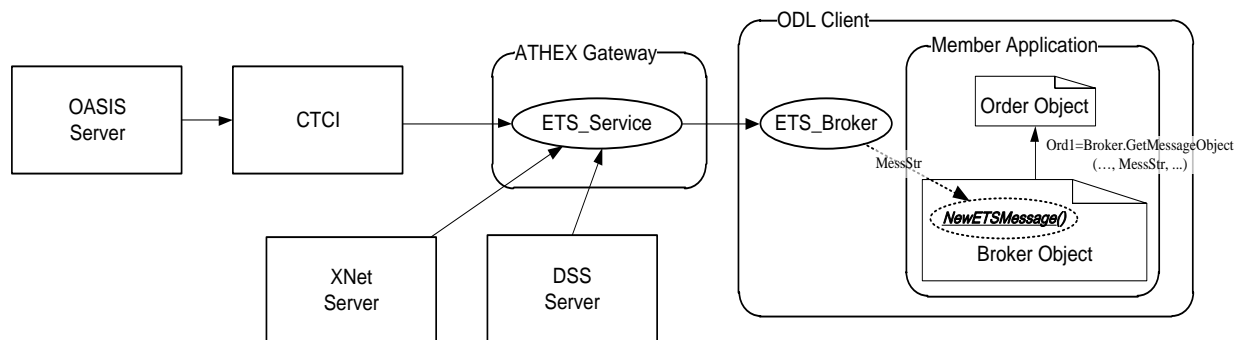 ODL Client
ATHEX Gateway
Member Application
OASIS
Server
CTCI
ETS_Service
ETS_Broker
Order Object
Ord1=Broker.GetMessageObject
(…, MessStr, ...)
MessStr
NewETSMessage()
Broker Object
XNet
Server
DSS
Server